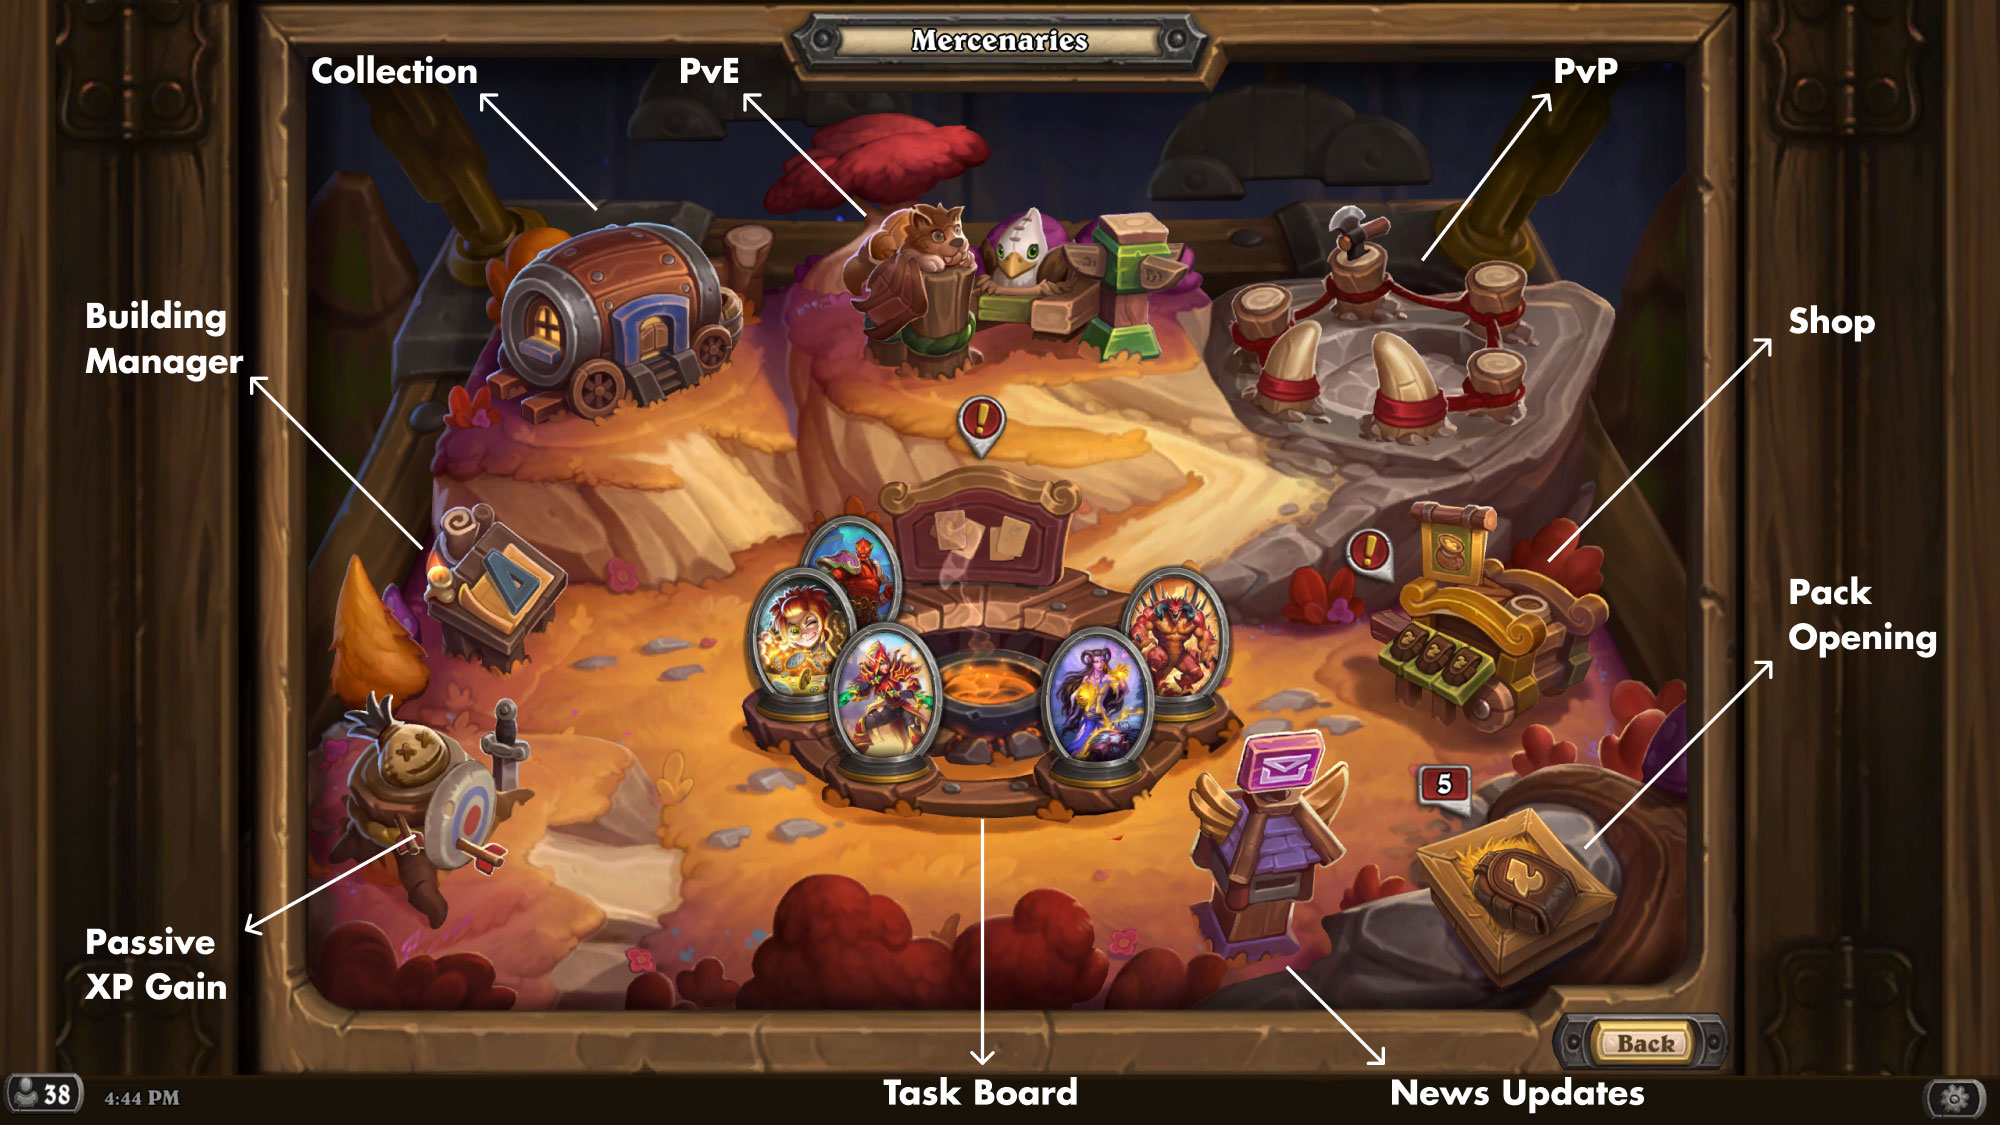 Mercenaries
Collection
PvE
PvP
Building
Manager
Shop
Pack
Opening
5
Passive
XP Gain
Back
Task Board
News Updates
38
4:44 PM